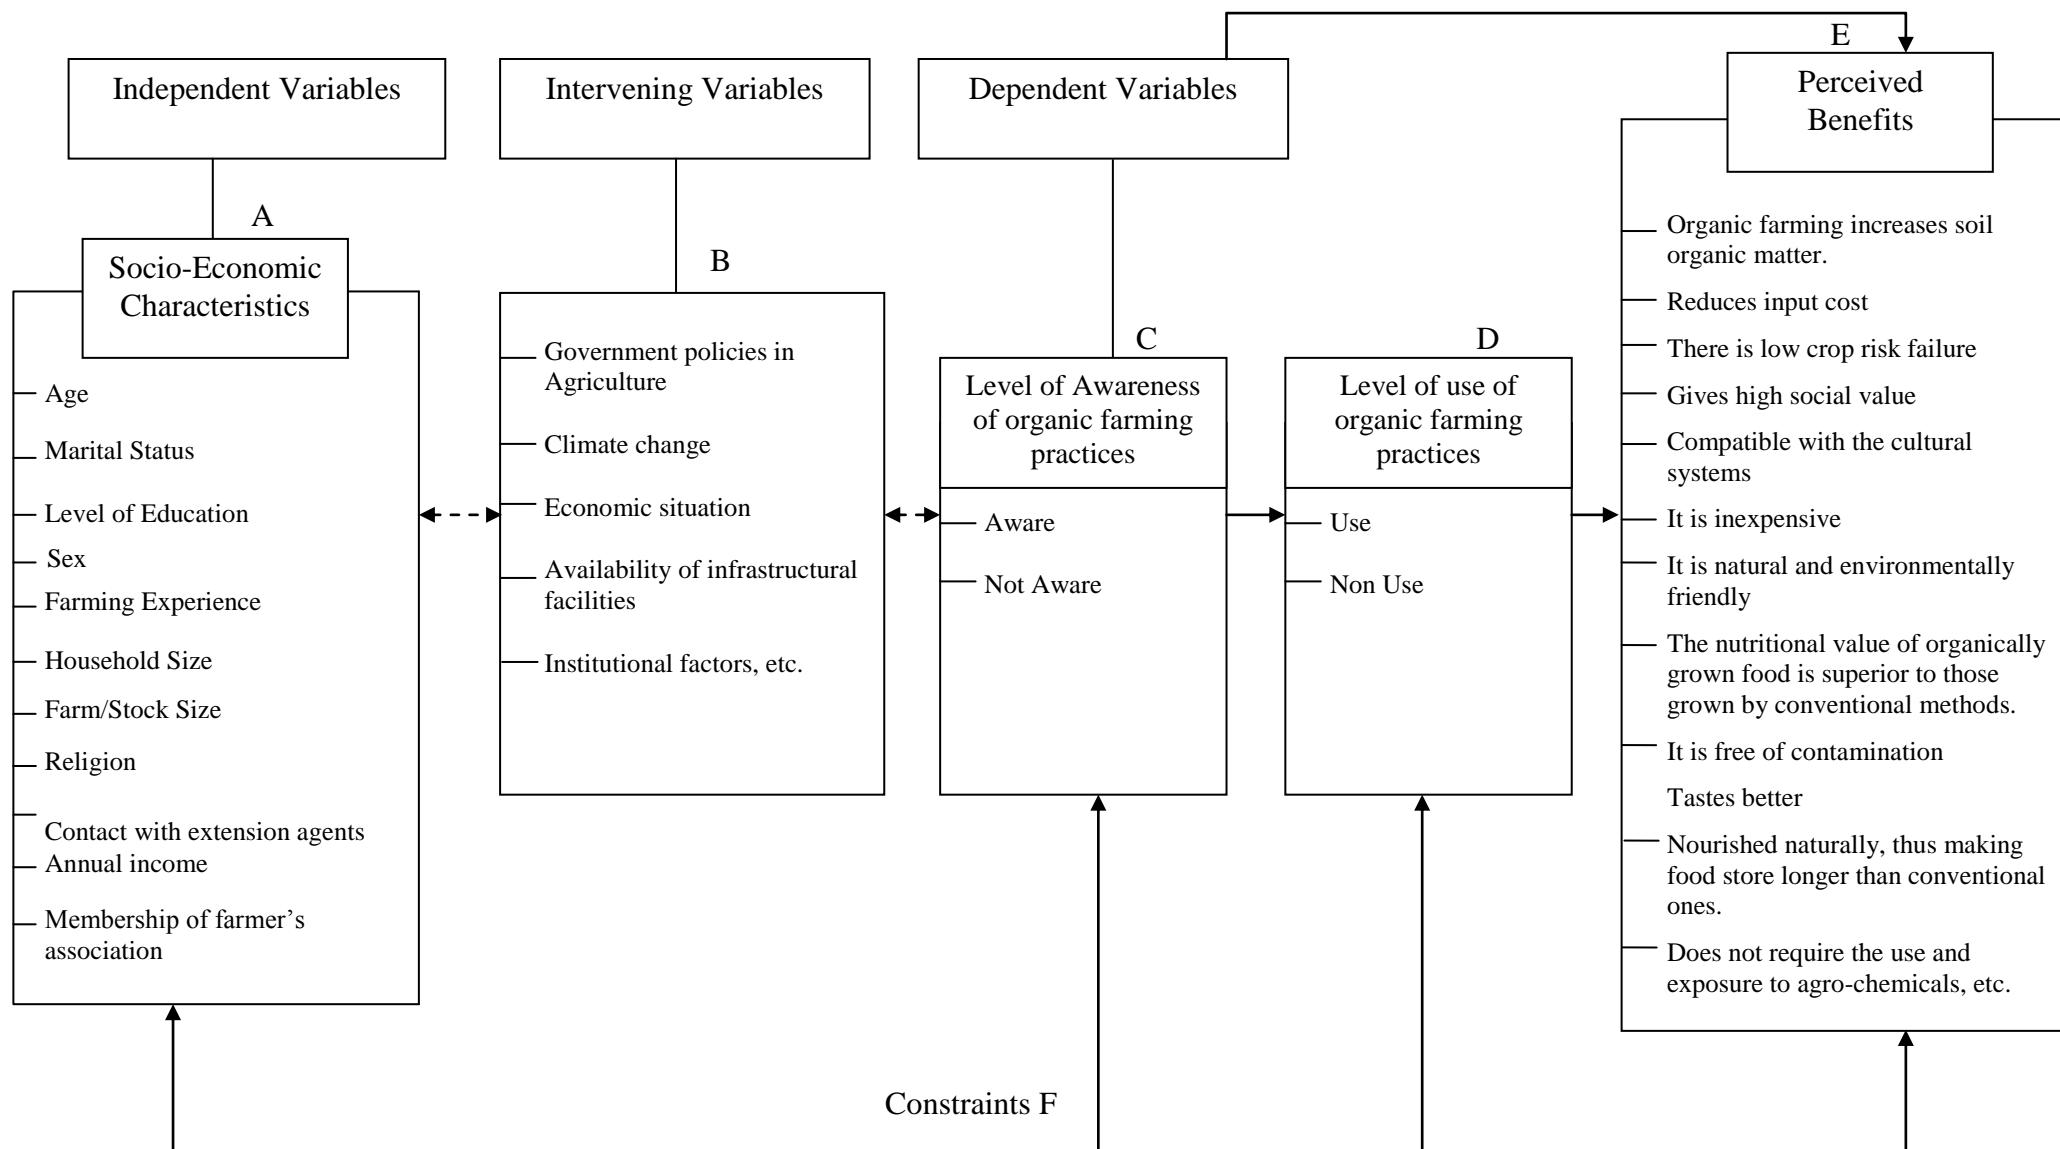 Independent Variables
A
Socio-Economic
Characteristics
Age
Marital Status
Level of Education
Sex
Farming Experience
Household Size
Farm/Stock Size
Religion
Contact with extension agents
Annual income
Membership of farmer’s
association
Intervening Variables
B
Government policies in
Agriculture
Climate change
Economic situation
Availability of infrastructural
facilities
Institutional factors, etc.
Dependent Variables
C
Level of Awareness
of organic farming
practices
Aware
Not Aware
D
Level of use of
organic farming
practices
Use
Non Use
E
Perceived
Benefits
Organic farming increases soil
organic matter.
Reduces input cost
There is low crop risk failure
Gives high social value
Compatible with the cultural
systems
It is inexpensive
It is natural and environmentally
friendly
The nutritional value of organically
grown food is superior to those
grown by conventional methods.
It is free of contamination
Tastes better
Nourished naturally, thus making
food store longer than conventional
ones.
Does not require the use and
exposure to agro-chemicals, etc.
Constraints F